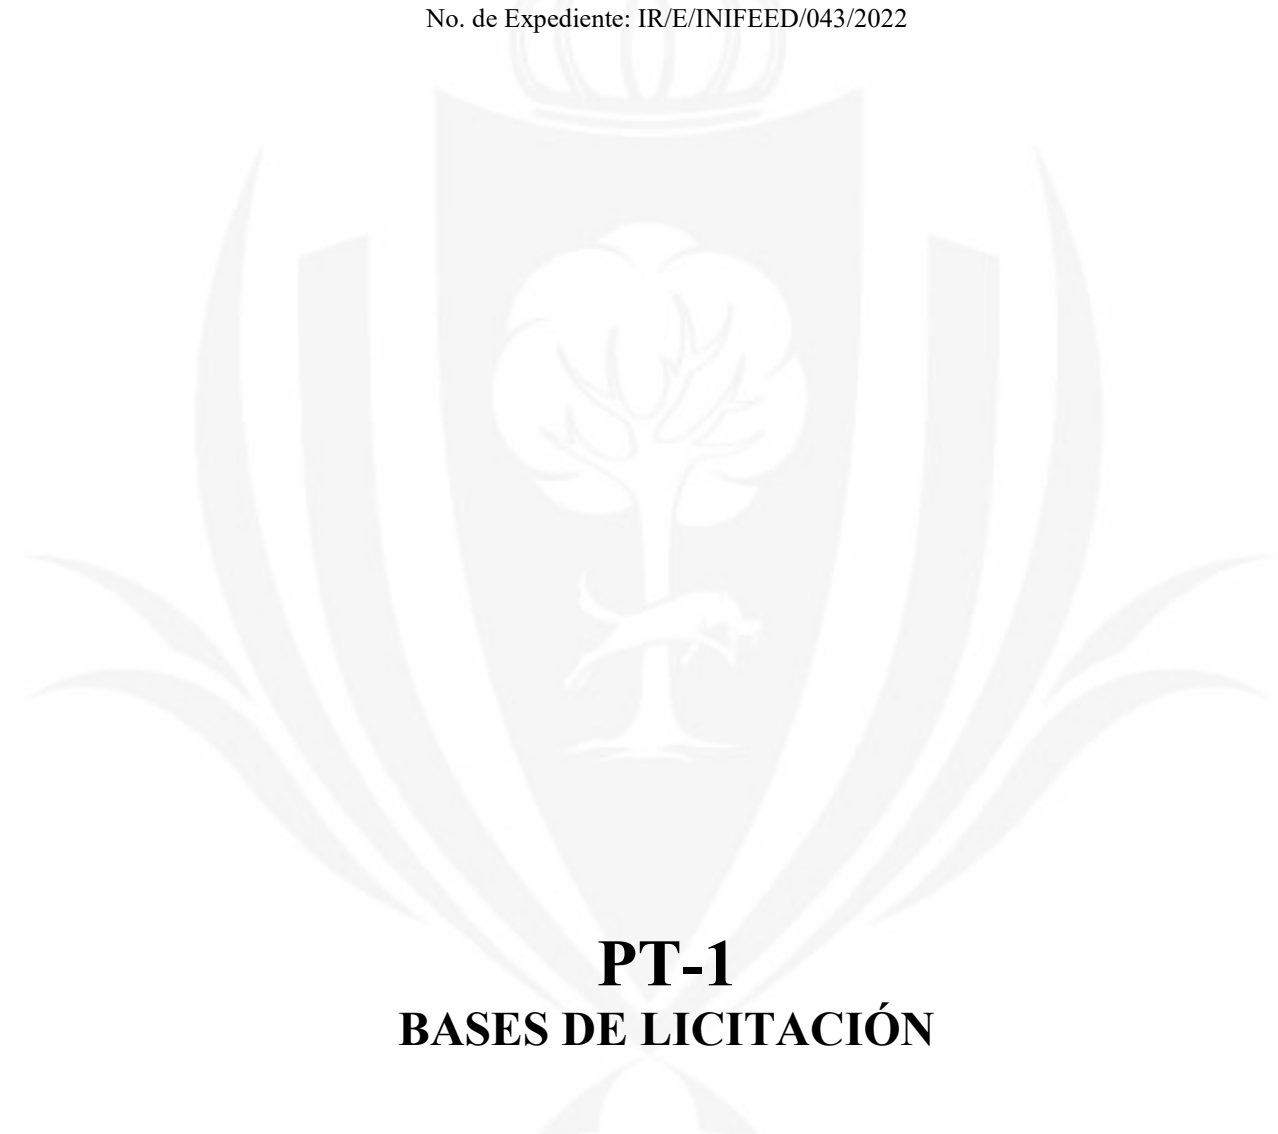 No. de Expediente: IR/E/INIFEED/043/2022
PT-1
BASES DE LICITACIÓN